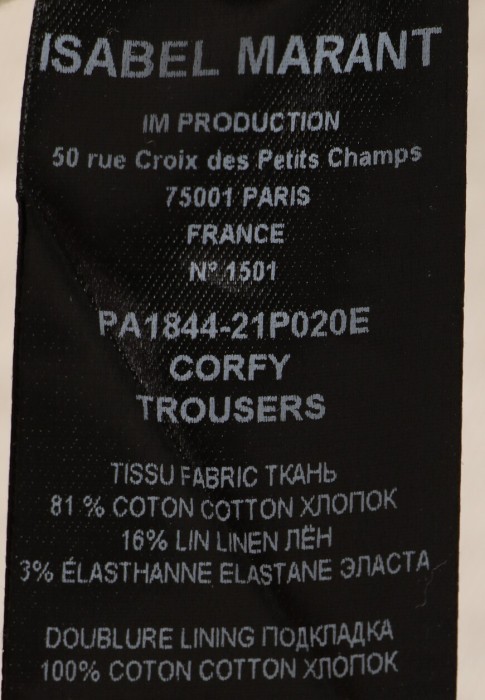 ISABEL MARANT
IM PRODUCTION
50 rue Croix des Petits Champs
75001 PARIS
FRANCE
N° 1501
PA1844-21P020E
CORFY
TROUSERS
TISSU FABRIC ТКАНЬ
81 % COTON COTTON ХЛОПОК
16% LIN LINEN ЛЁН
3% ÉLASTHANNE ELASTANE ЭЛАСТА
DOUBLURE LINING ПОДКЛАДКА
100% COTON COTTON ХЛОПОК